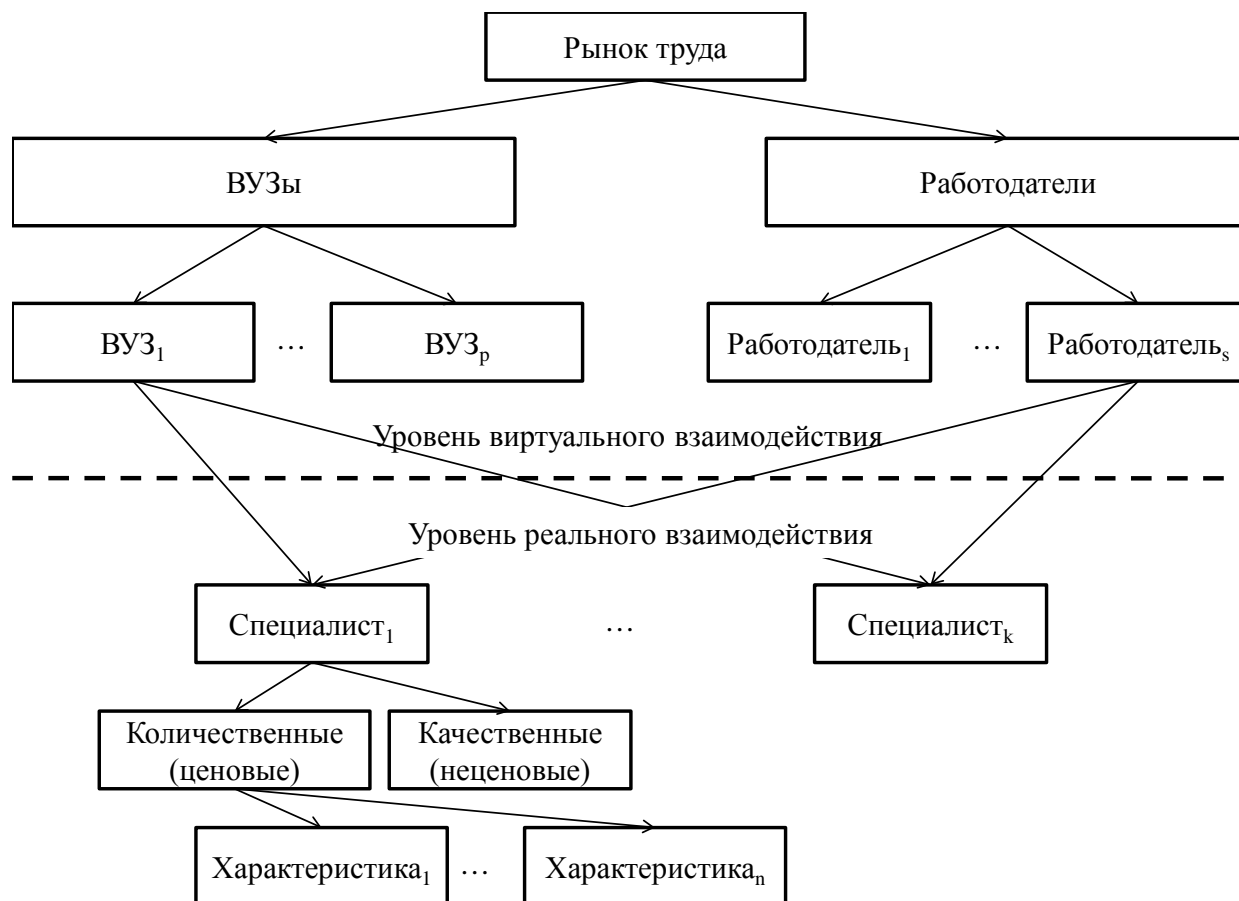 Рынок труда
ВУЗы
Работодатели
ВУЗ₁
…
ВУЗₚ
Работодатель₁
…
Работодательₛ
Уровень виртуального взаимодействия
Уровень реального взаимодействия
Специалист₁
…
Специалистₖ
Количественные
(ценовые)
Качественные
(неценовые)
Характеристика₁
…
Характеристикаₙ